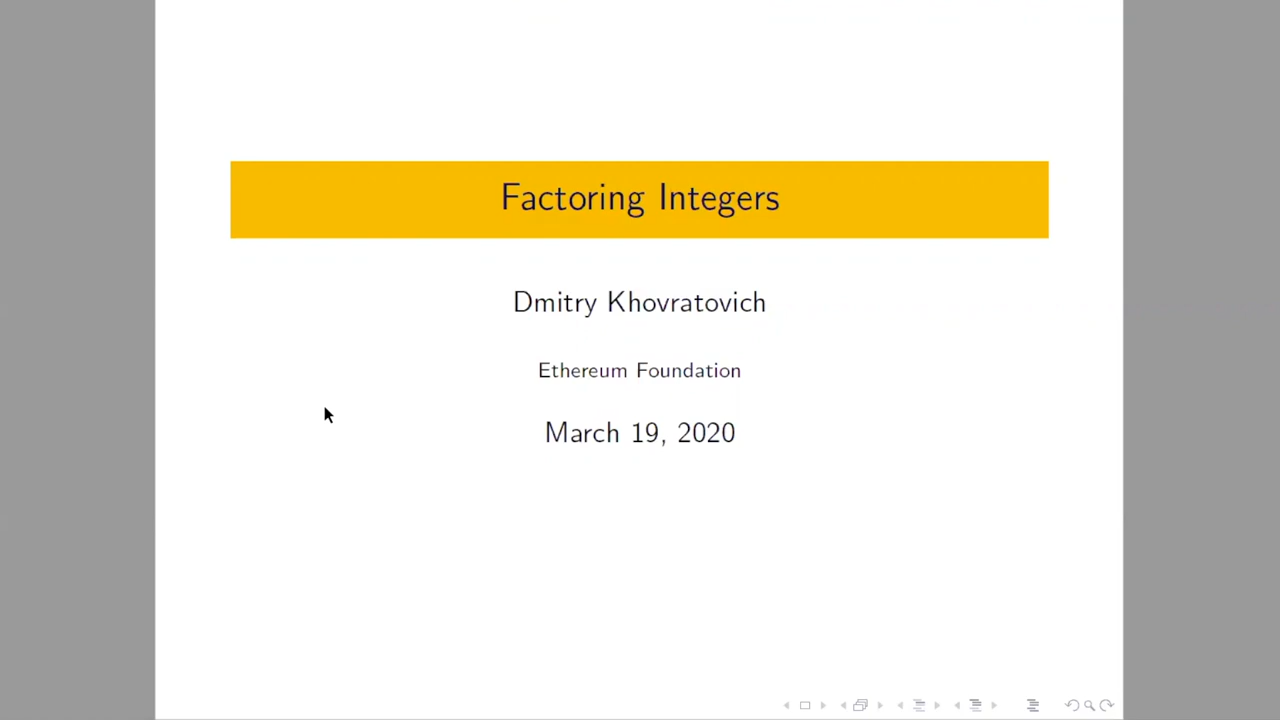 Factoring Integers
Dmitry Khovratovich
Ethereum Foundation
March 19, 2020